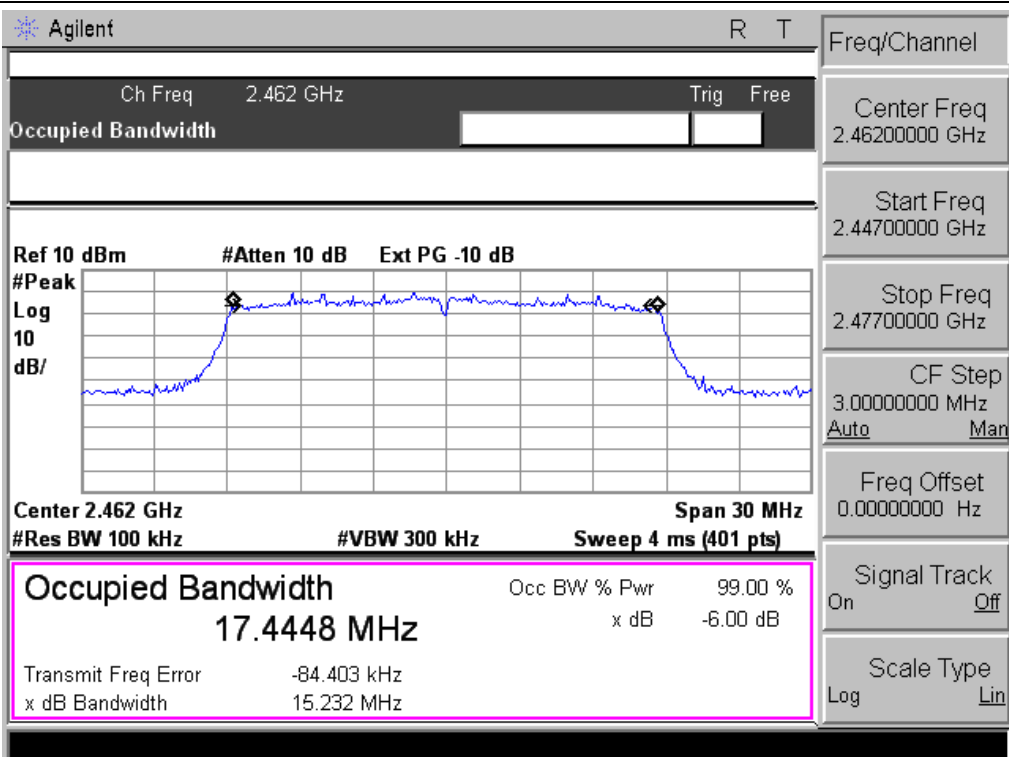 Agilent R T
Ch Freq 2.462 GHz Trig Free
Occupied Bandwidth
Ref 10 dBm #Atten 10 dB Ext PG -10 dB
#Peak
Log
10
dB/
Center 2.462 GHz Span 30 MHz
#Res BW 100 kHz #VBW 300 kHz Sweep 4 ms (401 pts)
Occupied Bandwidth
17.4448 MHz
Occ BW % Pwr 99.00 %
x dB -6.00 dB
Transmit Freq Error -84.403 kHz
x dB Bandwidth 15.232 MHz
Freq/Channel
Center Freq
2.46200000 GHz
Start Freq
2.44700000 GHz
Stop Freq
2.47700000 GHz
CF Step
3.00000000 MHz
Auto Man
Freq Offset
0.00000000 Hz
Signal Track
On Off
Scale Type
Log Lin